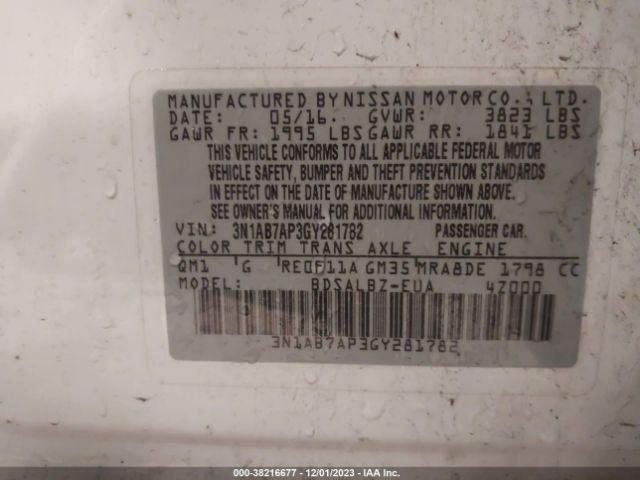 MANUFACTURED BY NISSAN MOTOR CO., LTD.
DATE: 05/16 GVWR: 3823 LBS
GAWR FR: 1995 LBS GAWR RR: 1841 LBS
THIS VEHICLE CONFORMS TO ALL APPLICABLE FEDERAL MOTOR
VEHICLE SAFETY, BUMPER AND THEFT PREVENTION STANDARDS
IN EFFECT ON THE DATE OF MANUFACTURE SHOWN ABOVE.
SEE OWNER'S MANUAL FOR ADDITIONAL INFORMATION.
VIN: 3N1AB7AP3GY281782 PASSENGER CAR.
COLOR TRIM TRANS AXLE ENGINE
QM1 G RE0F11A GM35 MRA8DE 1798 CC
MODEL: BDSALBZ-EUA 4Z000
3N1AB7AP3GY281782
000-38216677 - 12/01/2023 - IAA Inc.